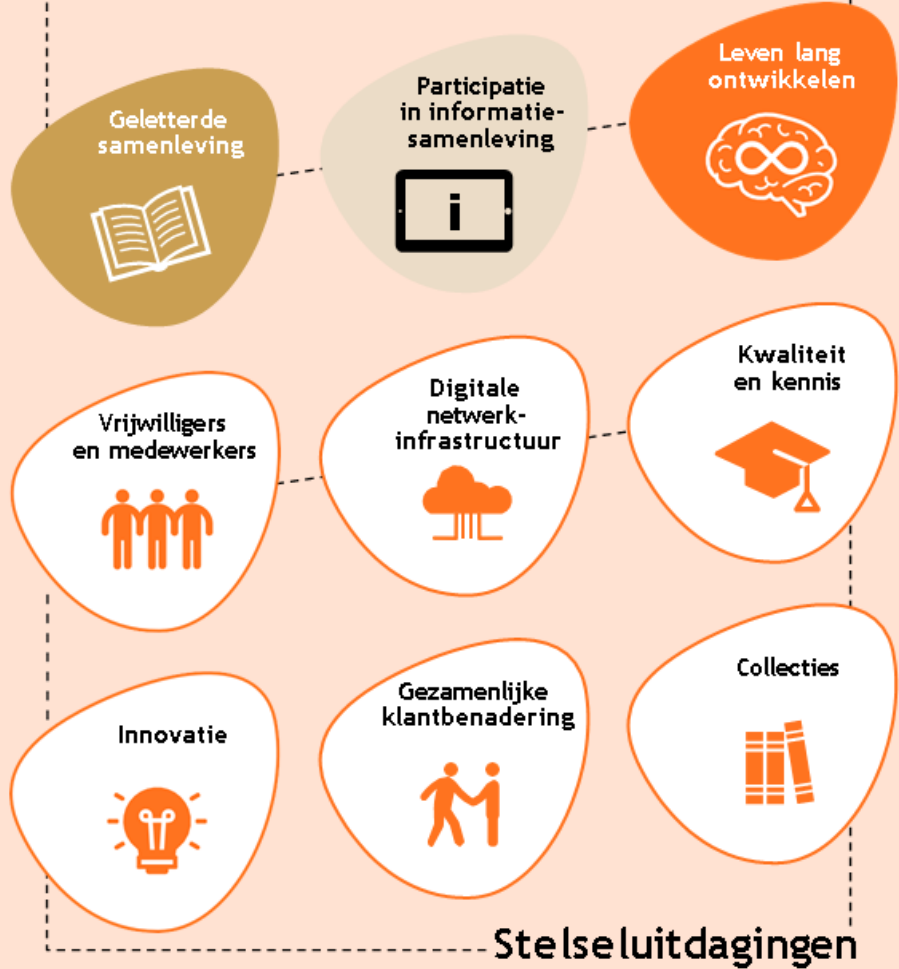 Geletterde
samenleving
Participatie
in informatie-
samenleving
i
Leven lang
ontwikkelen
Vrijwilligers
en medewerkers
Digitale
netwerk-
infrastructuur
Kwaliteit
en kennis
Innovatie
Gezamenlijke
klantbenadering
Collecties
Stelseluitdagingen